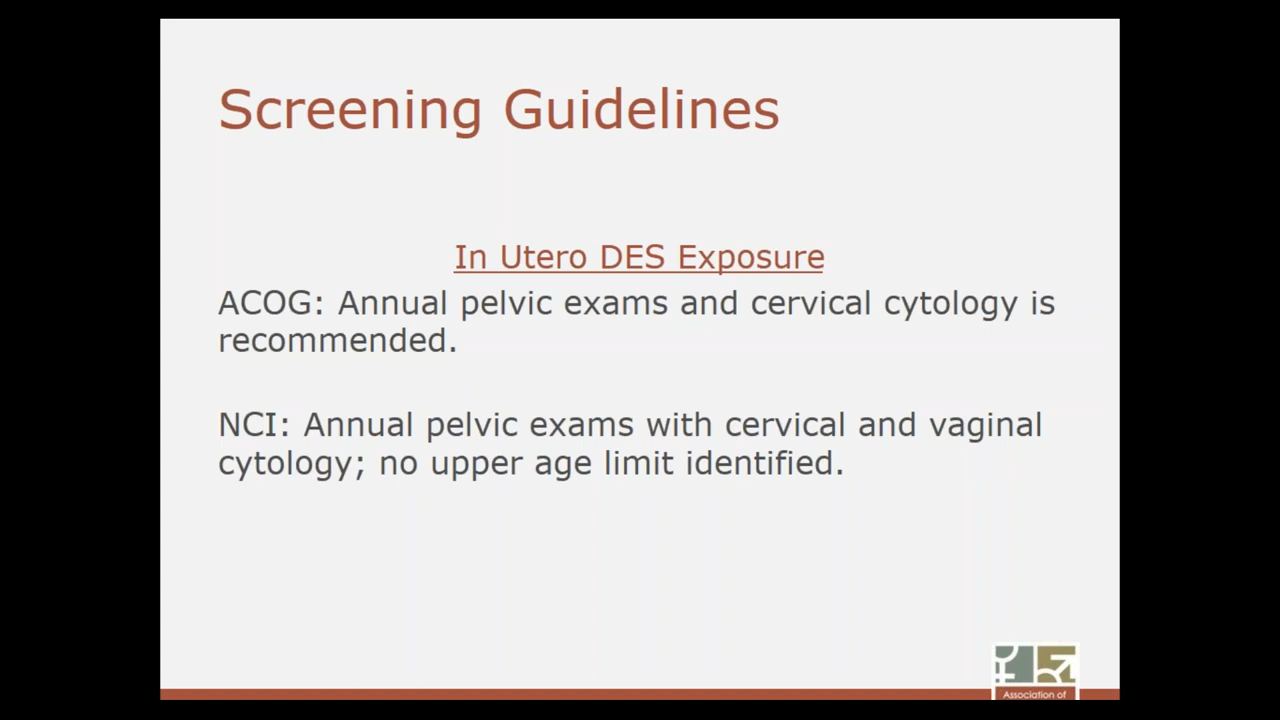 Screening Guidelines
In Utero DES Exposure
ACOG: Annual pelvic exams and cervical cytology is
recommended.
NCI: Annual pelvic exams with cervical and vaginal
cytology; no upper age limit identified.
Association of